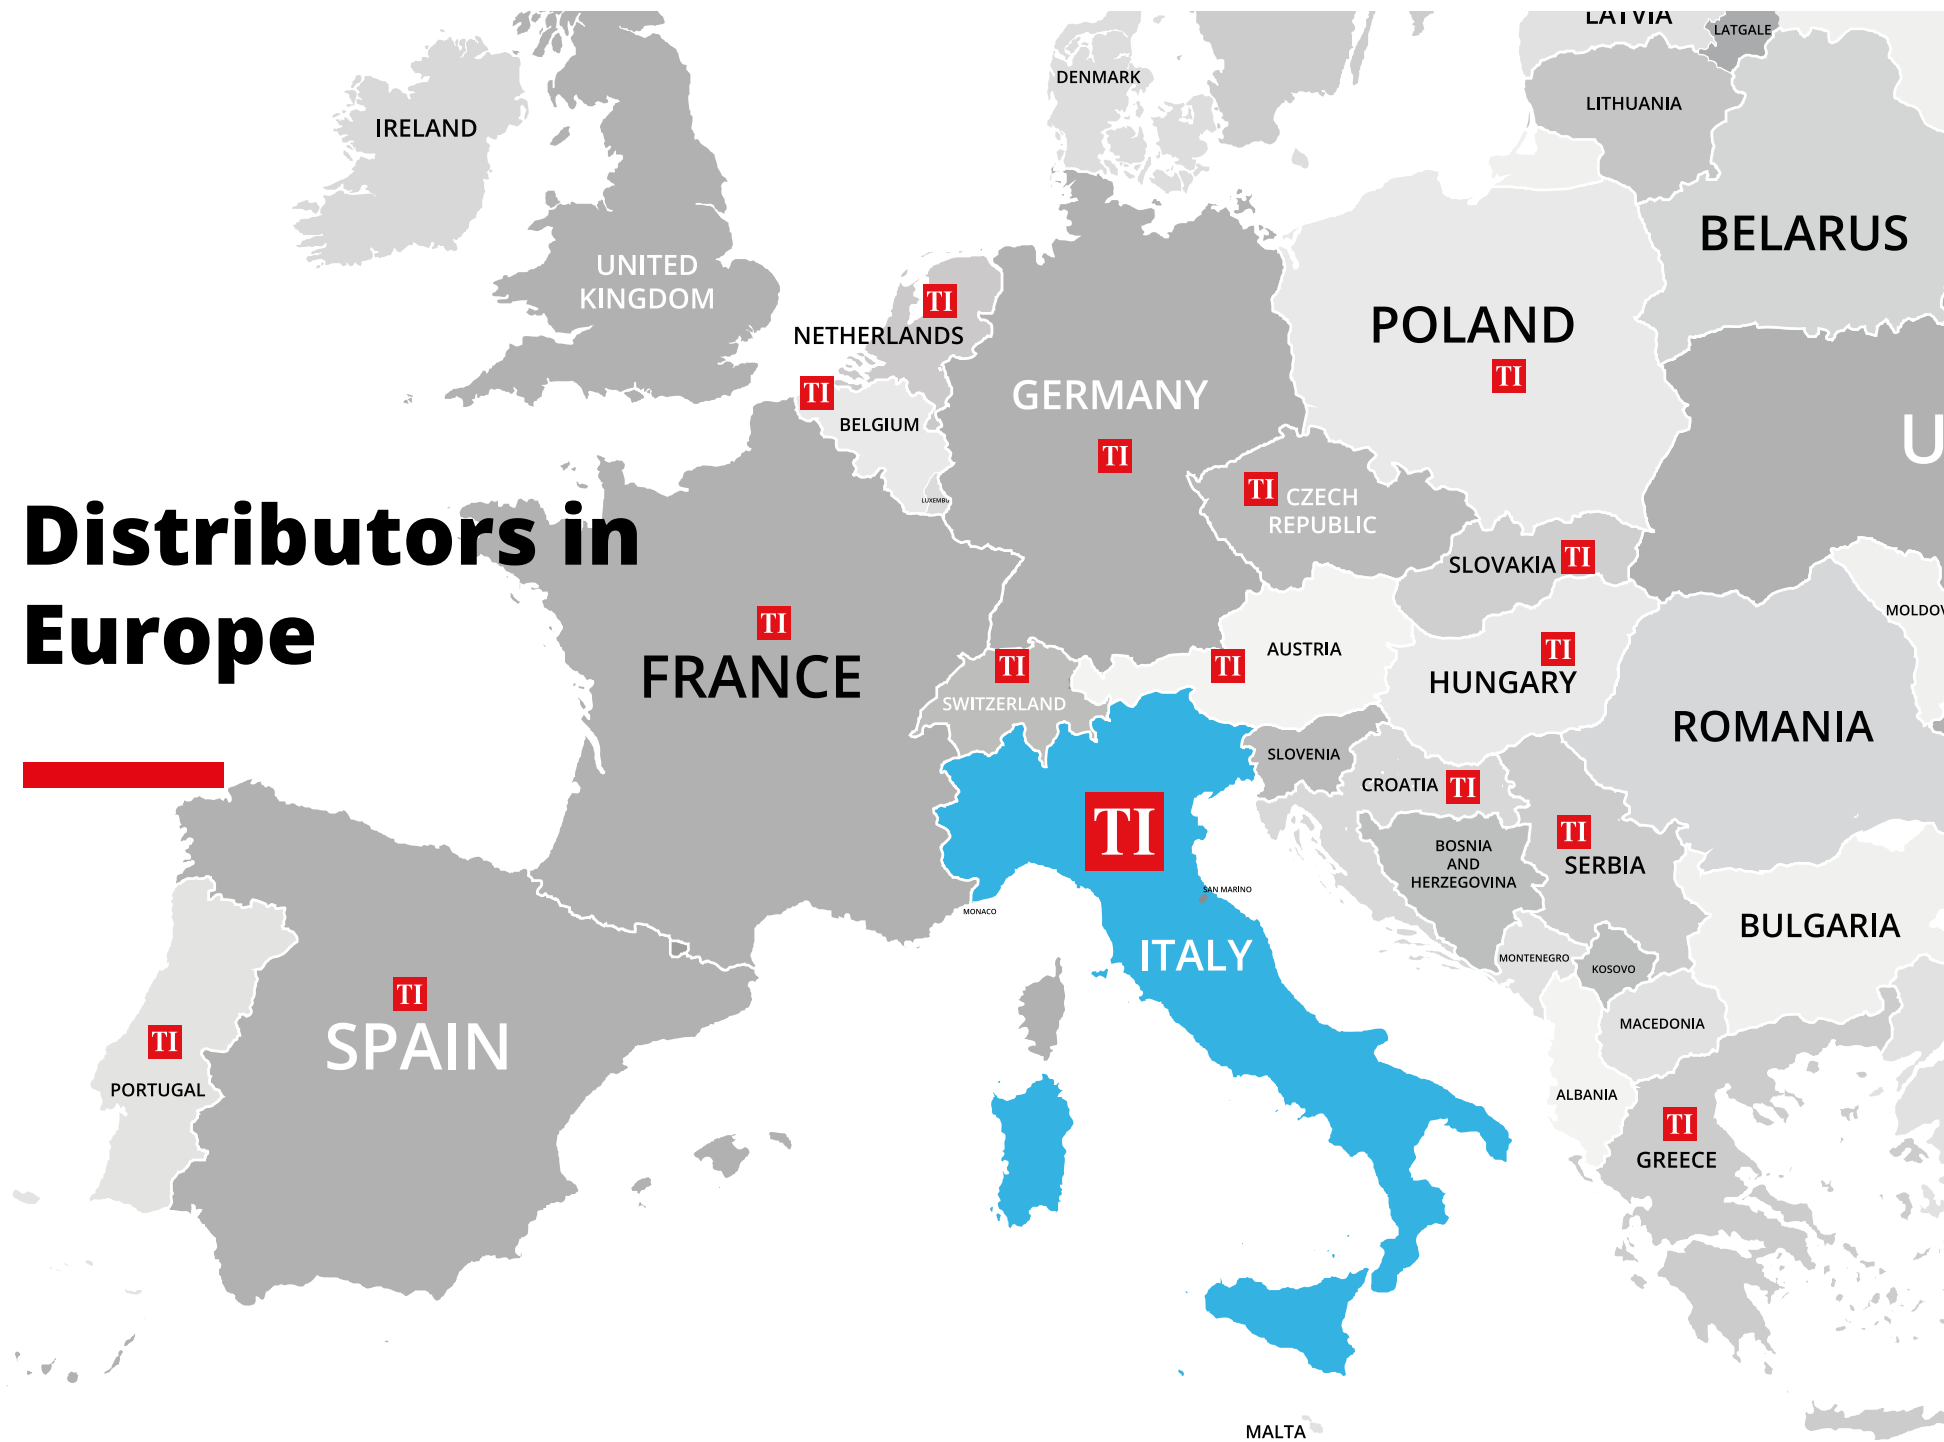 LATVIA
LATGALE
DENMARK
LITHUANIA
IRELAND
BELARUS
UNITED
KINGDOM
TI
NETHERLANDS
POLAND
TI
TI
BELGIUM
GERMANY
TI
U
TI
CZECH
REPUBLIC
LUXEMBU
Distributors in
Europe
SLOVAKIA TI
MOLDOV
TI
FRANCE
TI
SWITZERLAND
TI
AUSTRIA
TI
HUNGARY
ROMANIA
SLOVENIA
CROATIA TI
TI
BOSNIA
AND
HERZEGOVINA
TI
SERBIA
SAN MARINO
MONACO
BULGARIA
ITALY
MONTENEGRO
KOSOVO
TI
SPAIN
MACEDONIA
TI
PORTUGAL
ALBANIA
TI
GREECE
MALTA